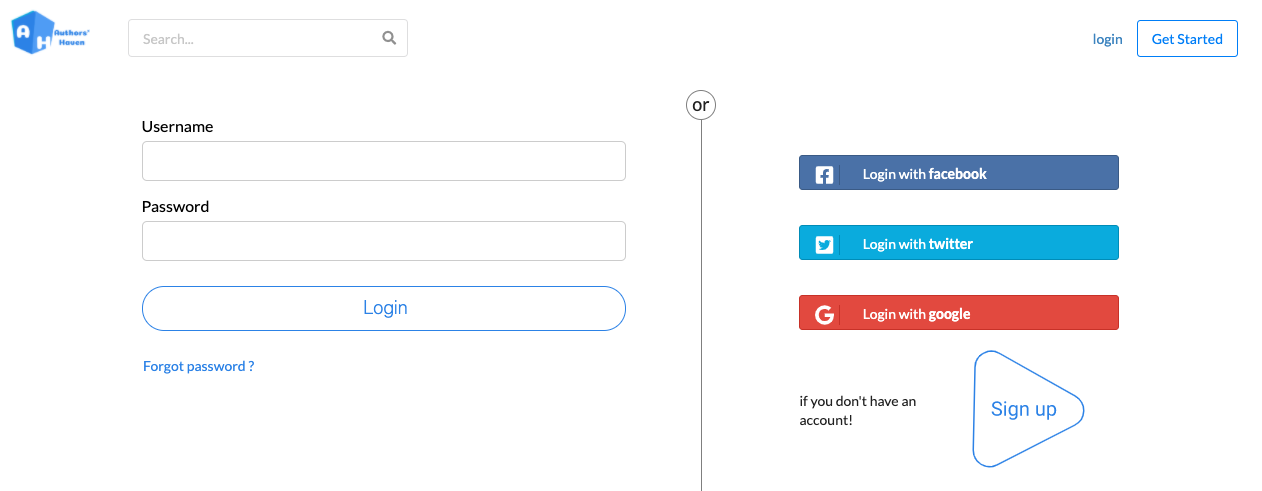 AH Authors'
Haven
Search...
login
Get Started
or
Username
Password
Login
Forgot password ?
Login with facebook
Login with twitter
Login with google
if you don't have an
account!
Sign up